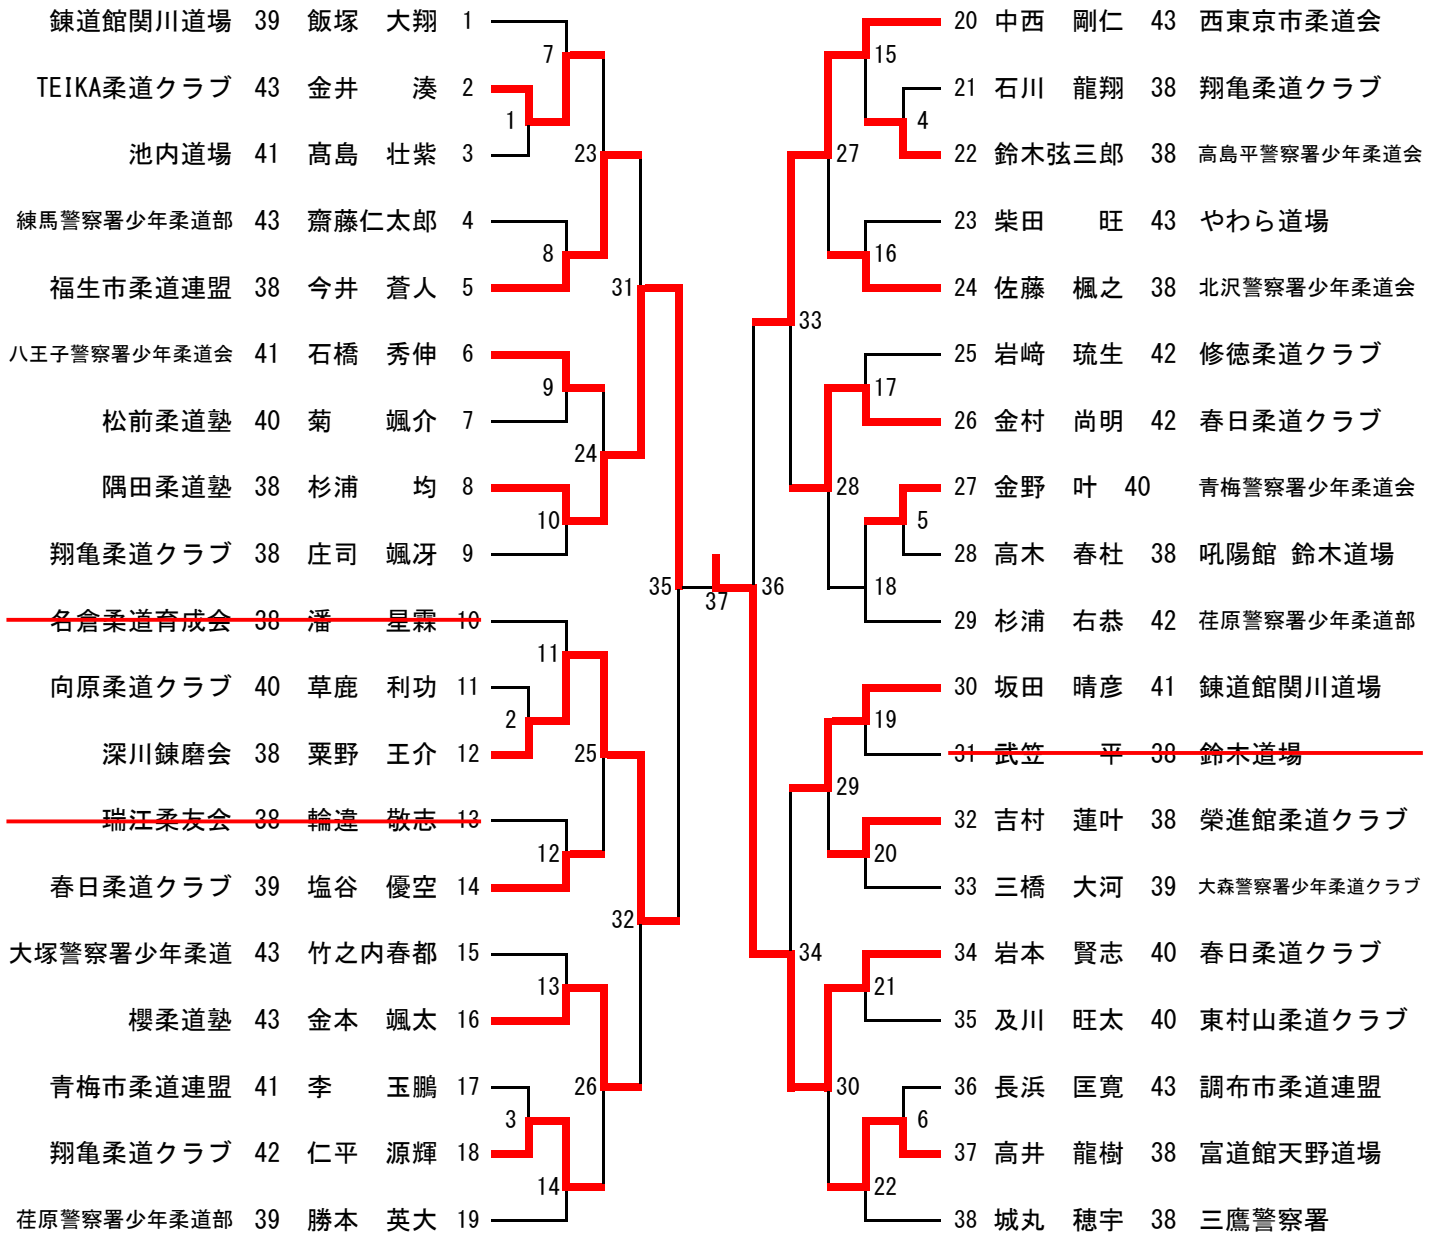 錬道館関川道場 39 飯塚 大翔 1
7
TEIKA柔道クラブ 43 金井 湊 2
1
池内道場 41 髙島 壮紫 3
23
練馬警察署少年柔道部 43 齋藤仁太郎 4
8
福生市柔道連盟 38 今井 蒼人 5
31
八王子警察署少年柔道会 41 石橋 秀伸 6
9
松前柔道塾 40 菊 颯介 7
24
隅田柔道塾 38 杉浦 均 8
10
翔亀柔道クラブ 38 庄司 颯冴 9
35
37
名倉柔道育成会 38 潘 星霖 10
11
向原柔道クラブ 40 草鹿 利功 11
2
深川錬磨会 38 粟野 王介 12
25
瑞江柔友会 38 輪違 敬志 13
12
春日柔道クラブ 39 塩谷 優空 14
32
大塚警察署少年柔道 43 竹之内春都 15
13
櫻柔道塾 43 金本 颯太 16
青梅市柔道連盟 41 李 玉鵬 17
26
3
翔亀柔道クラブ 42 仁平 源輝 18
14
荏原警察署少年柔道部 39 勝本 英大 19
20 中西 剛仁 43 西東京市柔道会
15
21 石川 龍翔 38 翔亀柔道クラブ
4
22 鈴木弦三郎 38 高島平警察署少年柔道会
27
23 柴田 旺 43 やわら道場
16
24 佐藤 楓之 38 北沢警察署少年柔道会
33
25 岩﨑 琉生 42 修徳柔道クラブ
17
26 金村 尚明 42 春日柔道クラブ
28
27 金野 叶 40 青梅警察署少年柔道会
5
28 高木 春杜 38 吼陽館 鈴木道場
36
18
29 杉浦 右恭 42 荏原警察署少年柔道部
30 坂田 晴彦 41 錬道館関川道場
19
31 武笠 平 38 鈴木道場
29
32 吉村 蓮叶 38 榮進館柔道クラブ
20
33 三橋 大河 39 大森警察署少年柔道クラブ
34
34 岩本 賢志 40 春日柔道クラブ
21
35 及川 旺太 40 東村山柔道クラブ
30
36 長浜 匡寛 43 調布市柔道連盟
6
37 高井 龍樹 38 富道館天野道場
22
38 城丸 穂宇 38 三鷹警察署